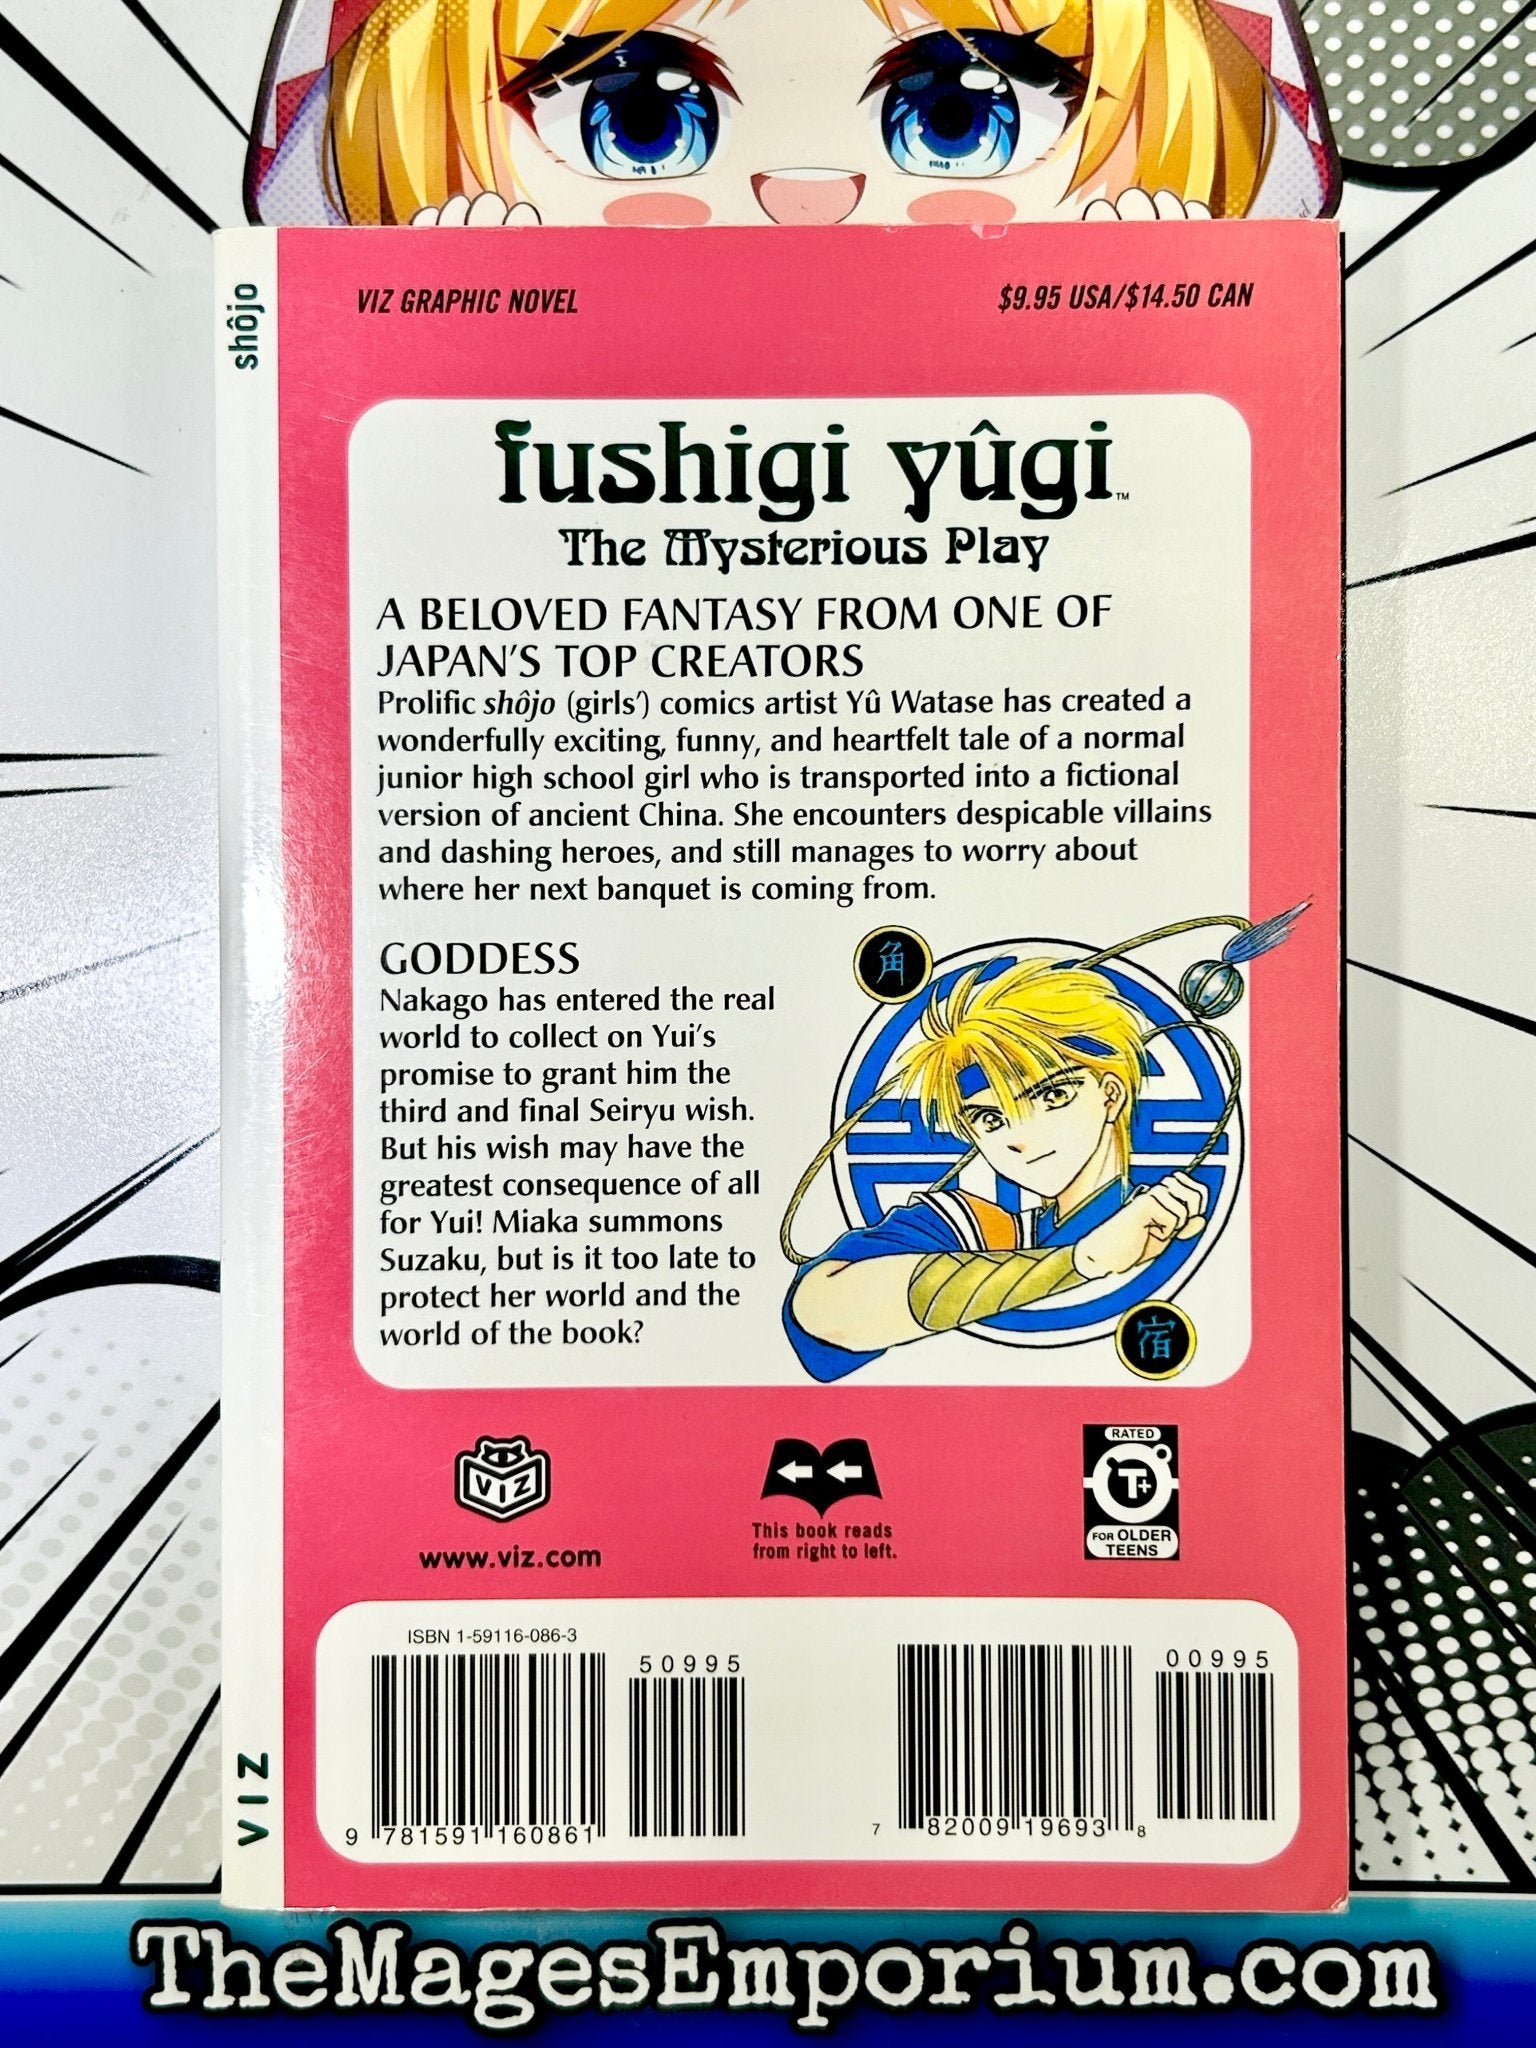 shôjo
VIZ GRAPHIC NOVEL
$9.95 USA/$14.50 CAN
fushigi yûgi™
The Mysterious Play
A BELOVED FANTASY FROM ONE OF
JAPAN'S TOP CREATORS
Prolific shôjo (girls') comics artist Yû Watase has created a
wonderfully exciting, funny, and heartfelt tale of a normal
junior high school girl who is transported into a fictional
version of ancient China. She encounters despicable villains
and dashing heroes, and still manages to worry about
where her next banquet is coming from.
GODDESS
Nakago has entered the real
world to collect on Yui's
promise to grant him the
third and final Seiryu wish.
But his wish may have the
greatest consequence of all
for Yui! Miaka summons
Suzaku, but is it too late to
protect her world and the
world of the book?
角
宿
VIZ
www.viz.com
This book reads
from right to left.
RATED
T+
FOR OLDER
TEENS
ISBN 1-59116-086-3
50995
9 781591 160861
00995
7 82009 19693 8
VIZ
TheMagesEmporium.com